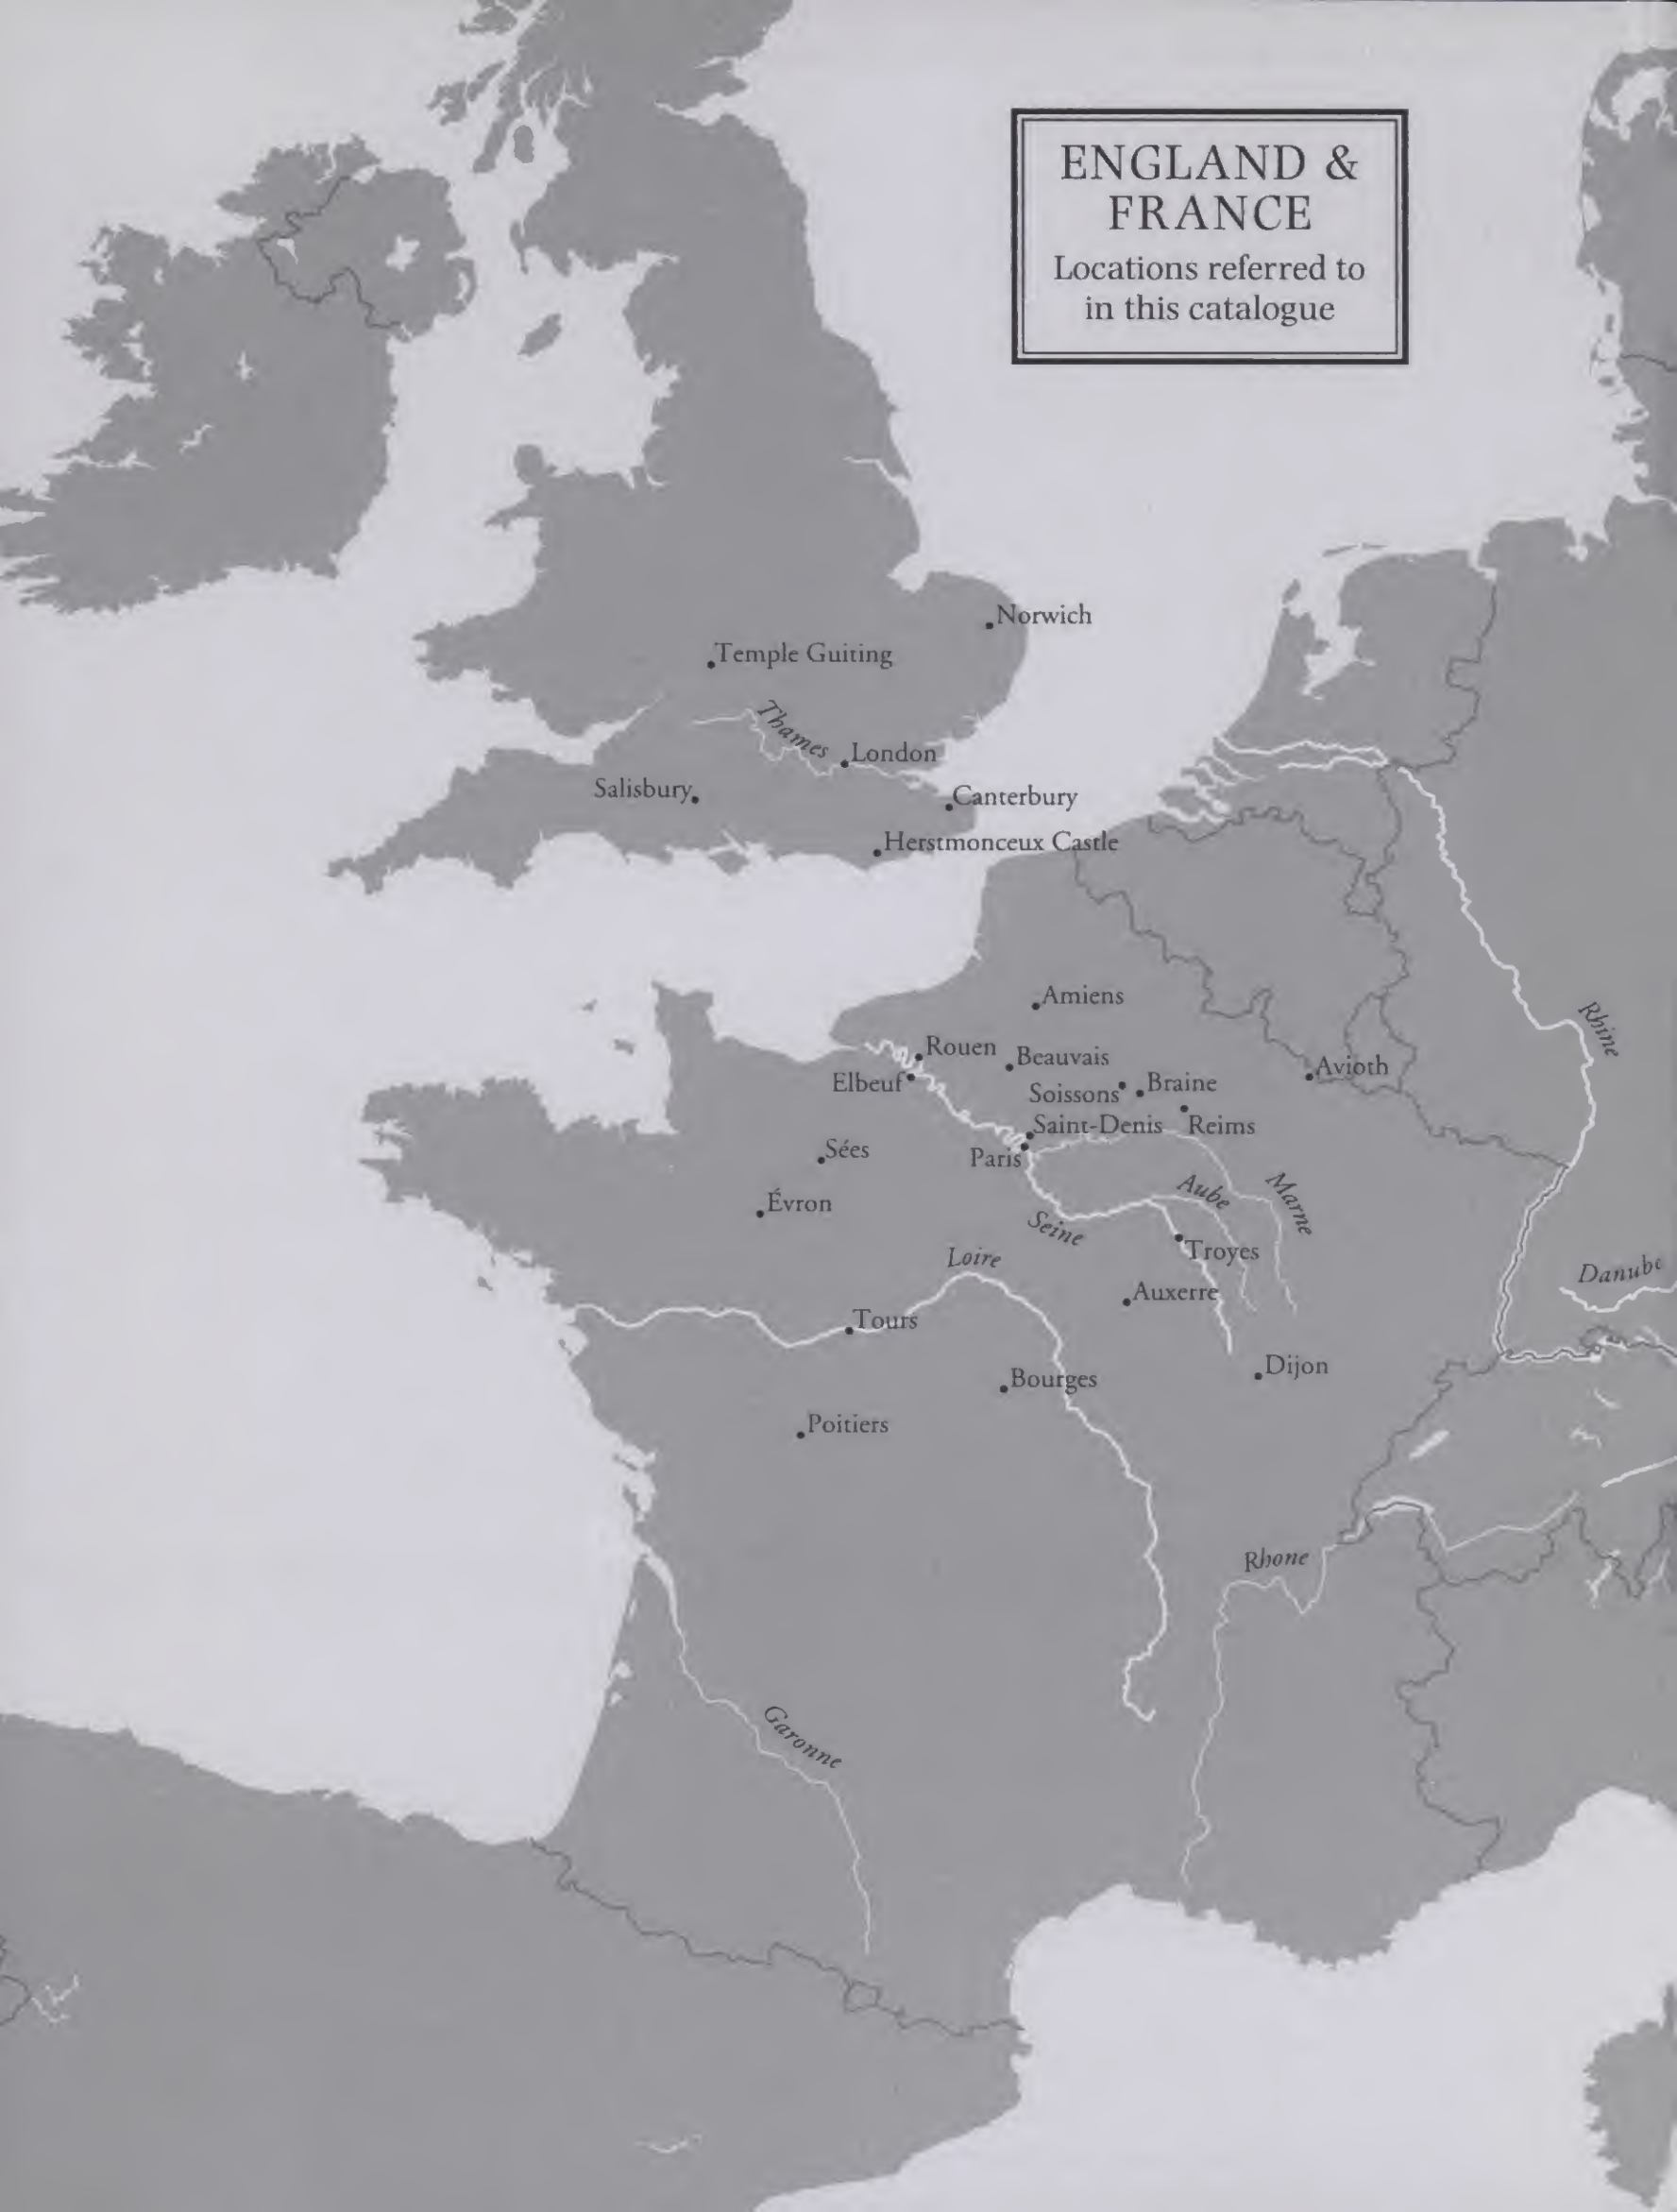 ENGLAND &
FRANCE
Locations referred to
in this catalogue
Norwich
Temple Guiting
Thames
London
Salisbury
Canterbury
Herstmonceux Castle
Amiens
Rhine
Rouen
Beauvais
Avioth
Elbeuf
Soissons
Braine
Saint-Denis
Reims
Sées
Paris
Aube
Marne
Évron
Seine
Troyes
Loire
Danube
Auxerre
Tours
Dijon
Bourges
Poitiers
Rhone
Garonne